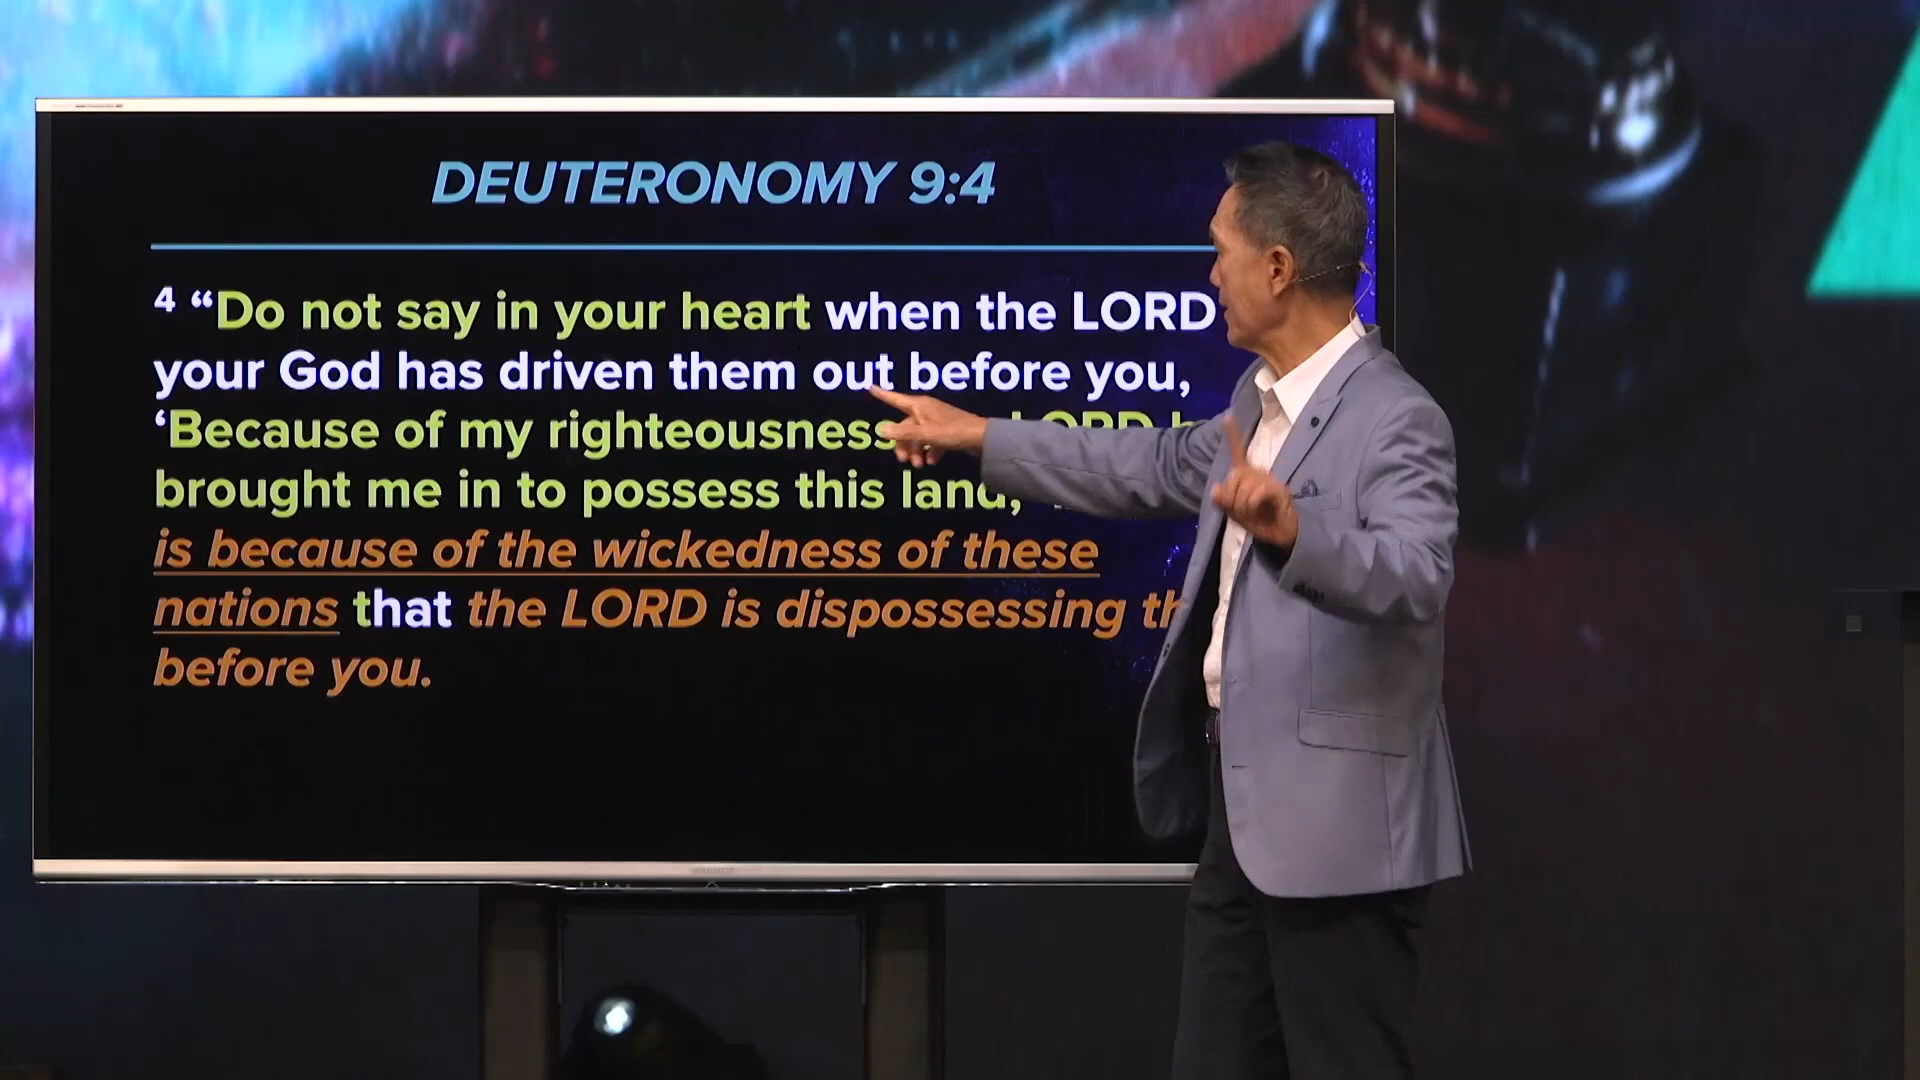 DEUTERONOMY 9:4
4 “Do not say in your heart when the LORD
your God has driven them out before you,
‘Because of my righteousness LORD
brought me in to possess this land,
is because of the wickedness of these
nations that the LORD is dispossessing
before you.